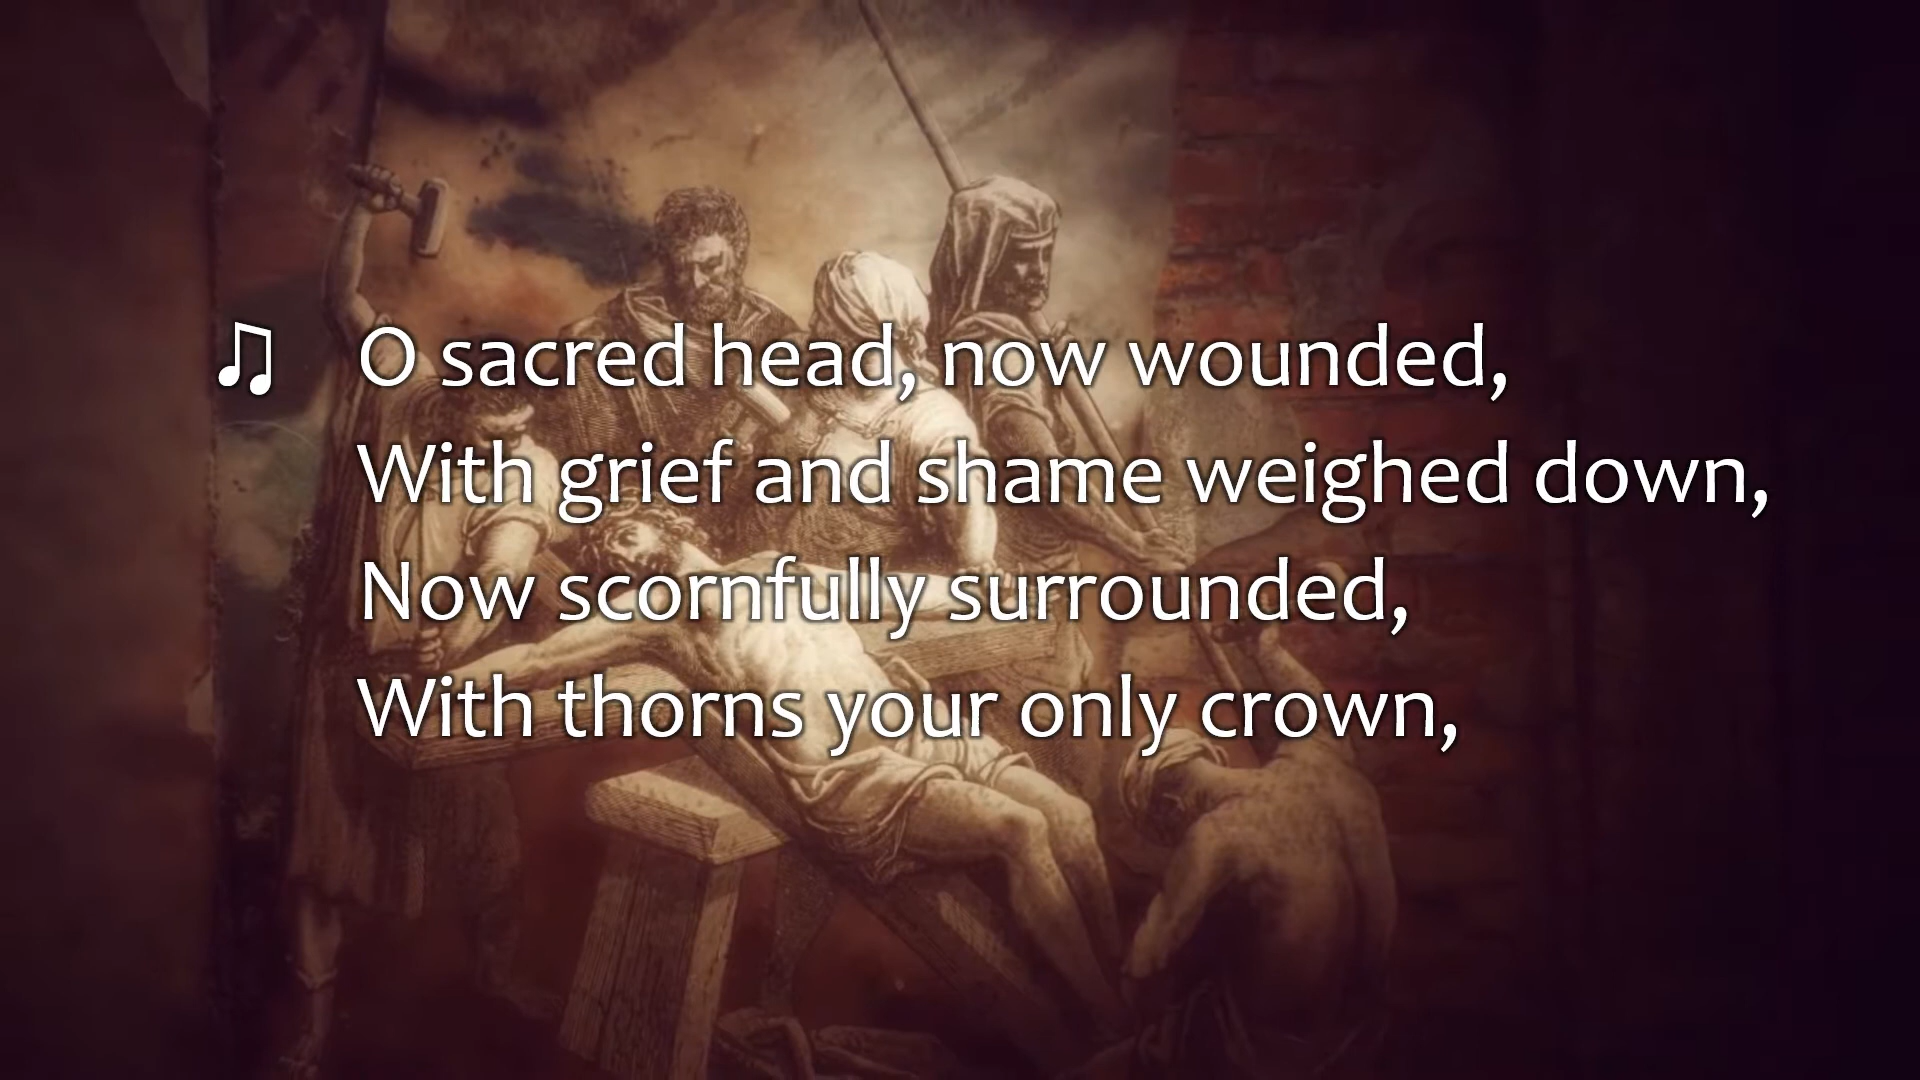 ♫ O sacred head, now wounded,
With grief and shame weighed down,
Now scornfully surrounded,
With thorns your only crown,